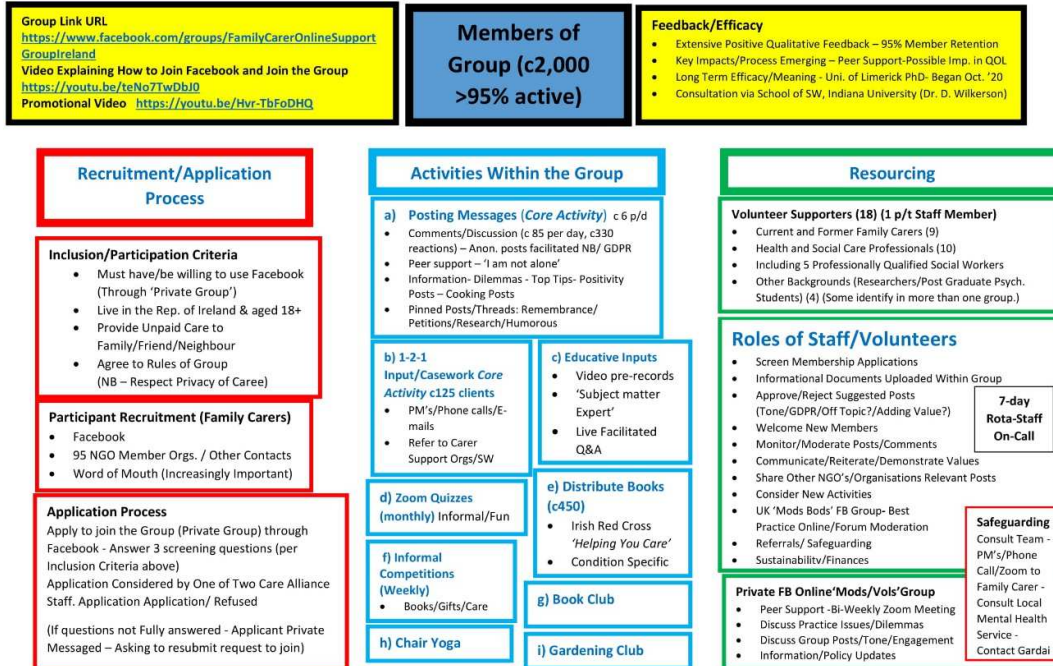 Group Link URL
https://www.facebook.com/groups/FamilyCarerOnlineSupport
GroupIreland
Video Explaining How to Join Facebook and Join the Group
https://youtu.be/teNo7TwDbJ0
Promotional Video https://youtu.be/Hvr-TbFoDHQ
Members of
Group (c2,000
>95% active)
Feedback/Efficacy
• Extensive Positive Qualitative Feedback – 95% Member Retention
• Key Impacts/Process Emerging – Peer Support-Possible Imp. in QOL
• Long Term Efficacy/Meaning - Uni. of Limerick PhD- Began Oct. '20
• Consultation via School of SW, Indiana University (Dr. D. Wilkerson)
Recruitment/Application
Process
Inclusion/Participation Criteria
• Must have/be willing to use Facebook
(Through 'Private Group')
• Live in the Rep. of Ireland & aged 18+
• Provide Unpaid Care to
Family/Friend/Neighbour
• Agree to Rules of Group
(NB – Respect Privacy of Caree)
Participant Recruitment (Family Carers)
• Facebook
• 95 NGO Member Orgs. / Other Contacts
• Word of Mouth (Increasingly Important)
Application Process
Apply to join the Group (Private Group) through
Facebook - Answer 3 screening questions (per
Inclusion Criteria above)
Application Considered by One of Two Care Alliance
Staff. Application Application/ Refused
(If questions not Fully answered - Applicant Private
Messaged – Asking to resubmit request to join)
Activities Within the Group
a) Posting Messages (Core Activity) c 6 p/d
• Comments/Discussion (c 85 per day, c330
reactions) – Anon. posts facilitated NB/ GDPR
• Peer support – 'I am not alone'
• Information- Dilemmas - Top Tips- Positivity
Posts – Cooking Posts
• Pinned Posts/Threads: Remembrance/
Petitions/Research/Humorous
b) 1-2-1
Input/Casework Core
Activity c125 clients
• PM's/Phone calls/E-
mails
• Refer to Carer
Support Orgs/SW
c) Educative Inputs
• Video pre-records
• 'Subject matter
Expert'
• Live Facilitated
Q&A
d) Zoom Quizzes
(monthly) Informal/Fun
e) Distribute Books
(c450)
• Irish Red Cross
'Helping You Care'
• Condition Specific
f) Informal
Competitions
(Weekly)
• Books/Gifts/Care
g) Book Club
h) Chair Yoga
i) Gardening Club
Resourcing
Volunteer Supporters (18) (1 p/t Staff Member)
• Current and Former Family Carers (9)
• Health and Social Care Professionals (10)
• Including 5 Professionally Qualified Social Workers
• Other Backgrounds (Researchers/Post Graduate Psych.
Students) (4) (Some identify in more than one group.)
Roles of Staff/Volunteers
• Screen Membership Applications
• Informational Documents Uploaded Within Group
• Approve/Reject Suggested Posts
(Tone/GDPR/Off Topic?/Adding Value?)
• Welcome New Members
• Monitor/Moderate Posts/Comments
• Communicate/Reiterate/Demonstrate Values
• Share Other NGO's/Organisations Relevant Posts
• Consider New Activities
• UK 'Mods Bods' FB Group- Best
Practice Online/Forum Moderation
• Referrals/ Safeguarding
• Sustainability/Finances
7-day
Rota-Staff
On-Call
Safeguarding
Consult Team -
PM's/Phone
Call/Zoom to
Family Carer -
Consult Local
Mental Health
Service -
Contact Gardai
Private FB Online'Mods/Vols'Group
• Peer Support -Bi-Weekly Zoom Meeting
• Discuss Practice Issues/Dilemmas
• Discuss Group Posts/Tone/Engagement
• Information/Policy Updates